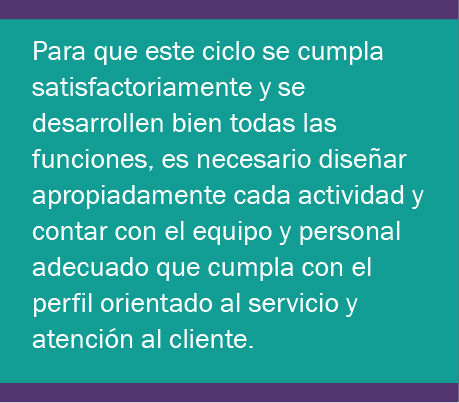 Para que este ciclo se cumpla
satisfactoriamente y se
desarrollen bien todas las
funciones, es necesario diseñar
apropiadamente cada actividad y
contar con el equipo y personal
adecuado que cumpla con el
perfil orientado al servicio y
atención al cliente.